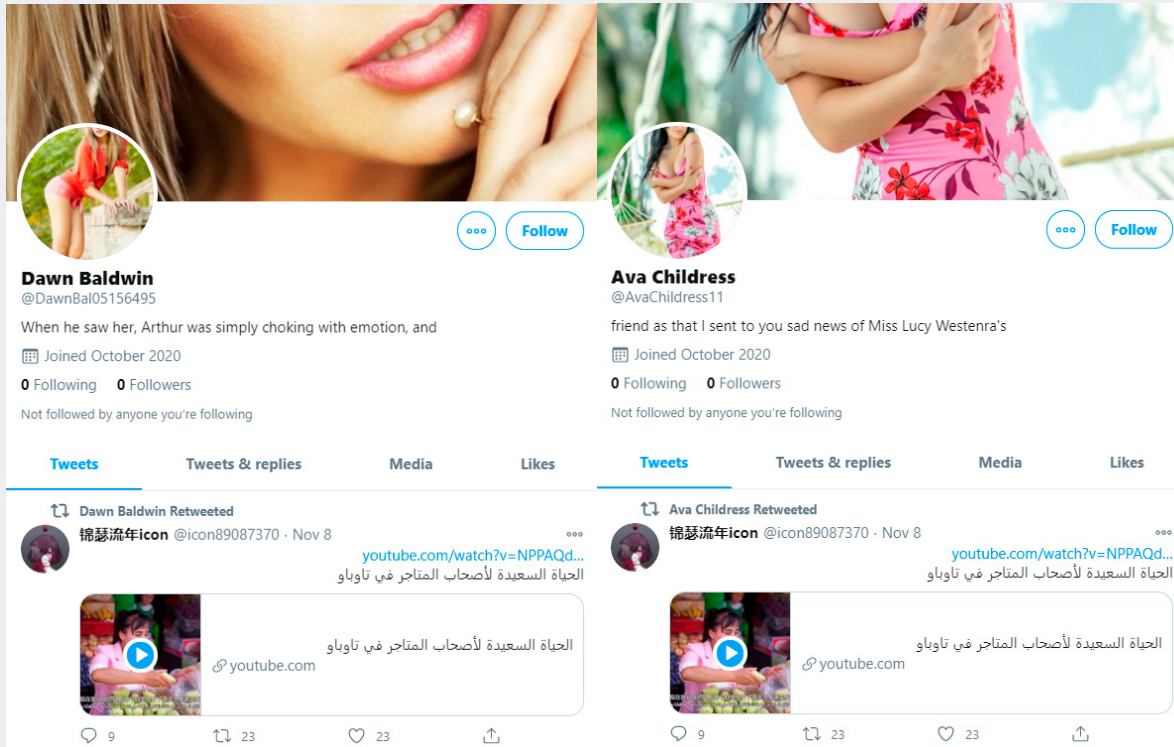 Follow
Dawn Baldwin
@DawnBal05156495
When he saw her, Arthur was simply choking with emotion, and
Joined October 2020
0 Following 0 Followers
Not followed by anyone you're following
Tweets Tweets & replies Media Likes
Dawn Baldwin Retweeted
锦瑟流年icon @icon89087370 · Nov 8
youtube.com/watch?v=NPPAQd...
الحياة السعيدة لأصحاب المتاجر في تاوباو
الحياة السعيدة لأصحاب المتاجر في تاوباو
youtube.com
9 23 23
Follow
Ava Childress
@AvaChildress11
friend as that I sent to you sad news of Miss Lucy Westenra's
Joined October 2020
0 Following 0 Followers
Not followed by anyone you're following
Tweets Tweets & replies Media Likes
Ava Childress Retweeted
锦瑟流年icon @icon89087370 · Nov 8
youtube.com/watch?v=NPPAQd...
الحياة السعيدة لأصحاب المتاجر في تاوباو
الحياة السعيدة لأصحاب المتاجر في تاوباو
youtube.com
9 23 23